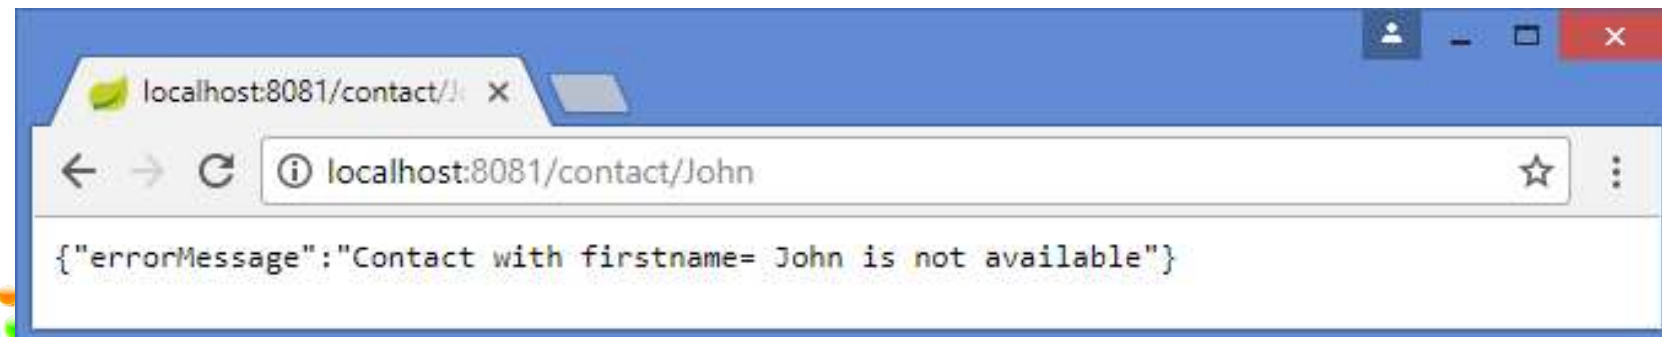 localhost:8081/contact/J
localhost:8081/contact/John
{"errorMessage":"Contact with firstname= John is not available"}